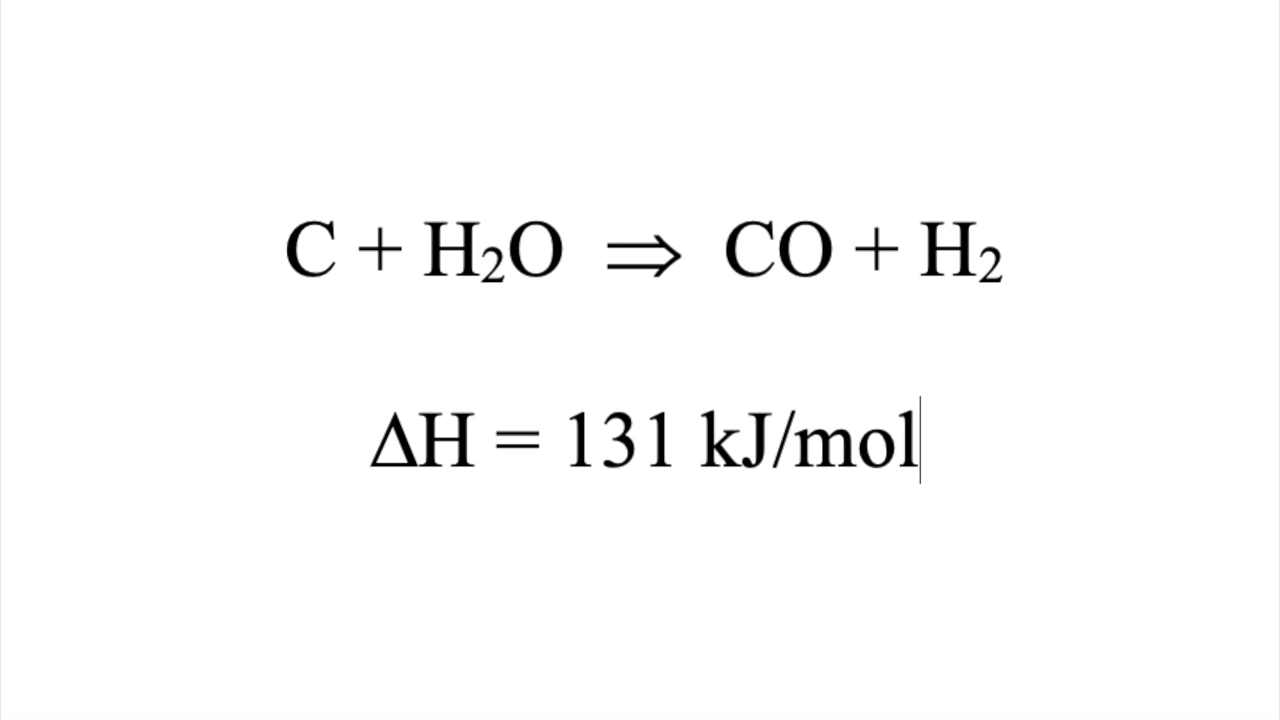 C + H₂O ⇒ CO + H₂
ΔH = 131 kJ/mol